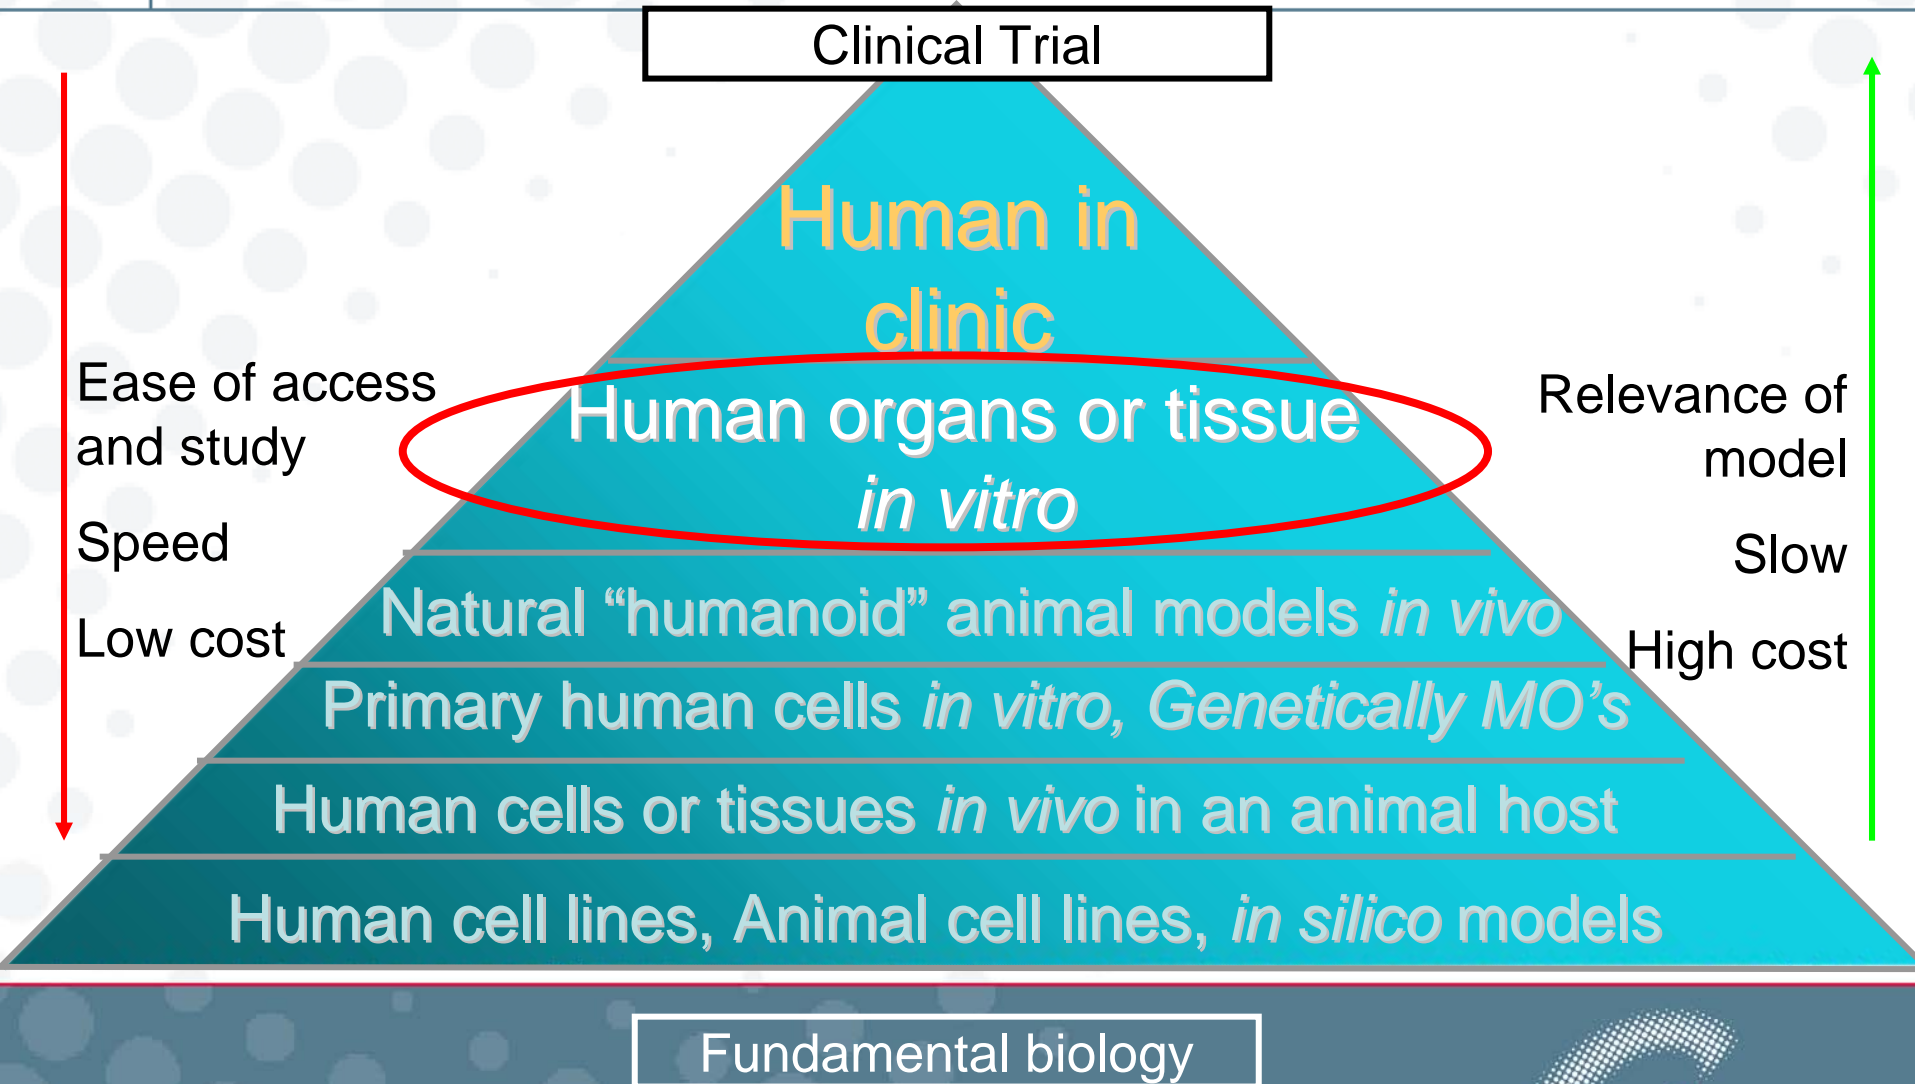 Clinical Trial
Human in
clinic
Human organs or tissue
in vitro
Natural “humanoid” animal models in vivo
Primary human cells in vitro, Genetically MO’s
Human cells or tissues in vivo in an animal host
Human cell lines, Animal cell lines, in silico models
Ease of access
and study
Speed
Low cost
Relevance of
model
Slow
High cost
Fundamental biology